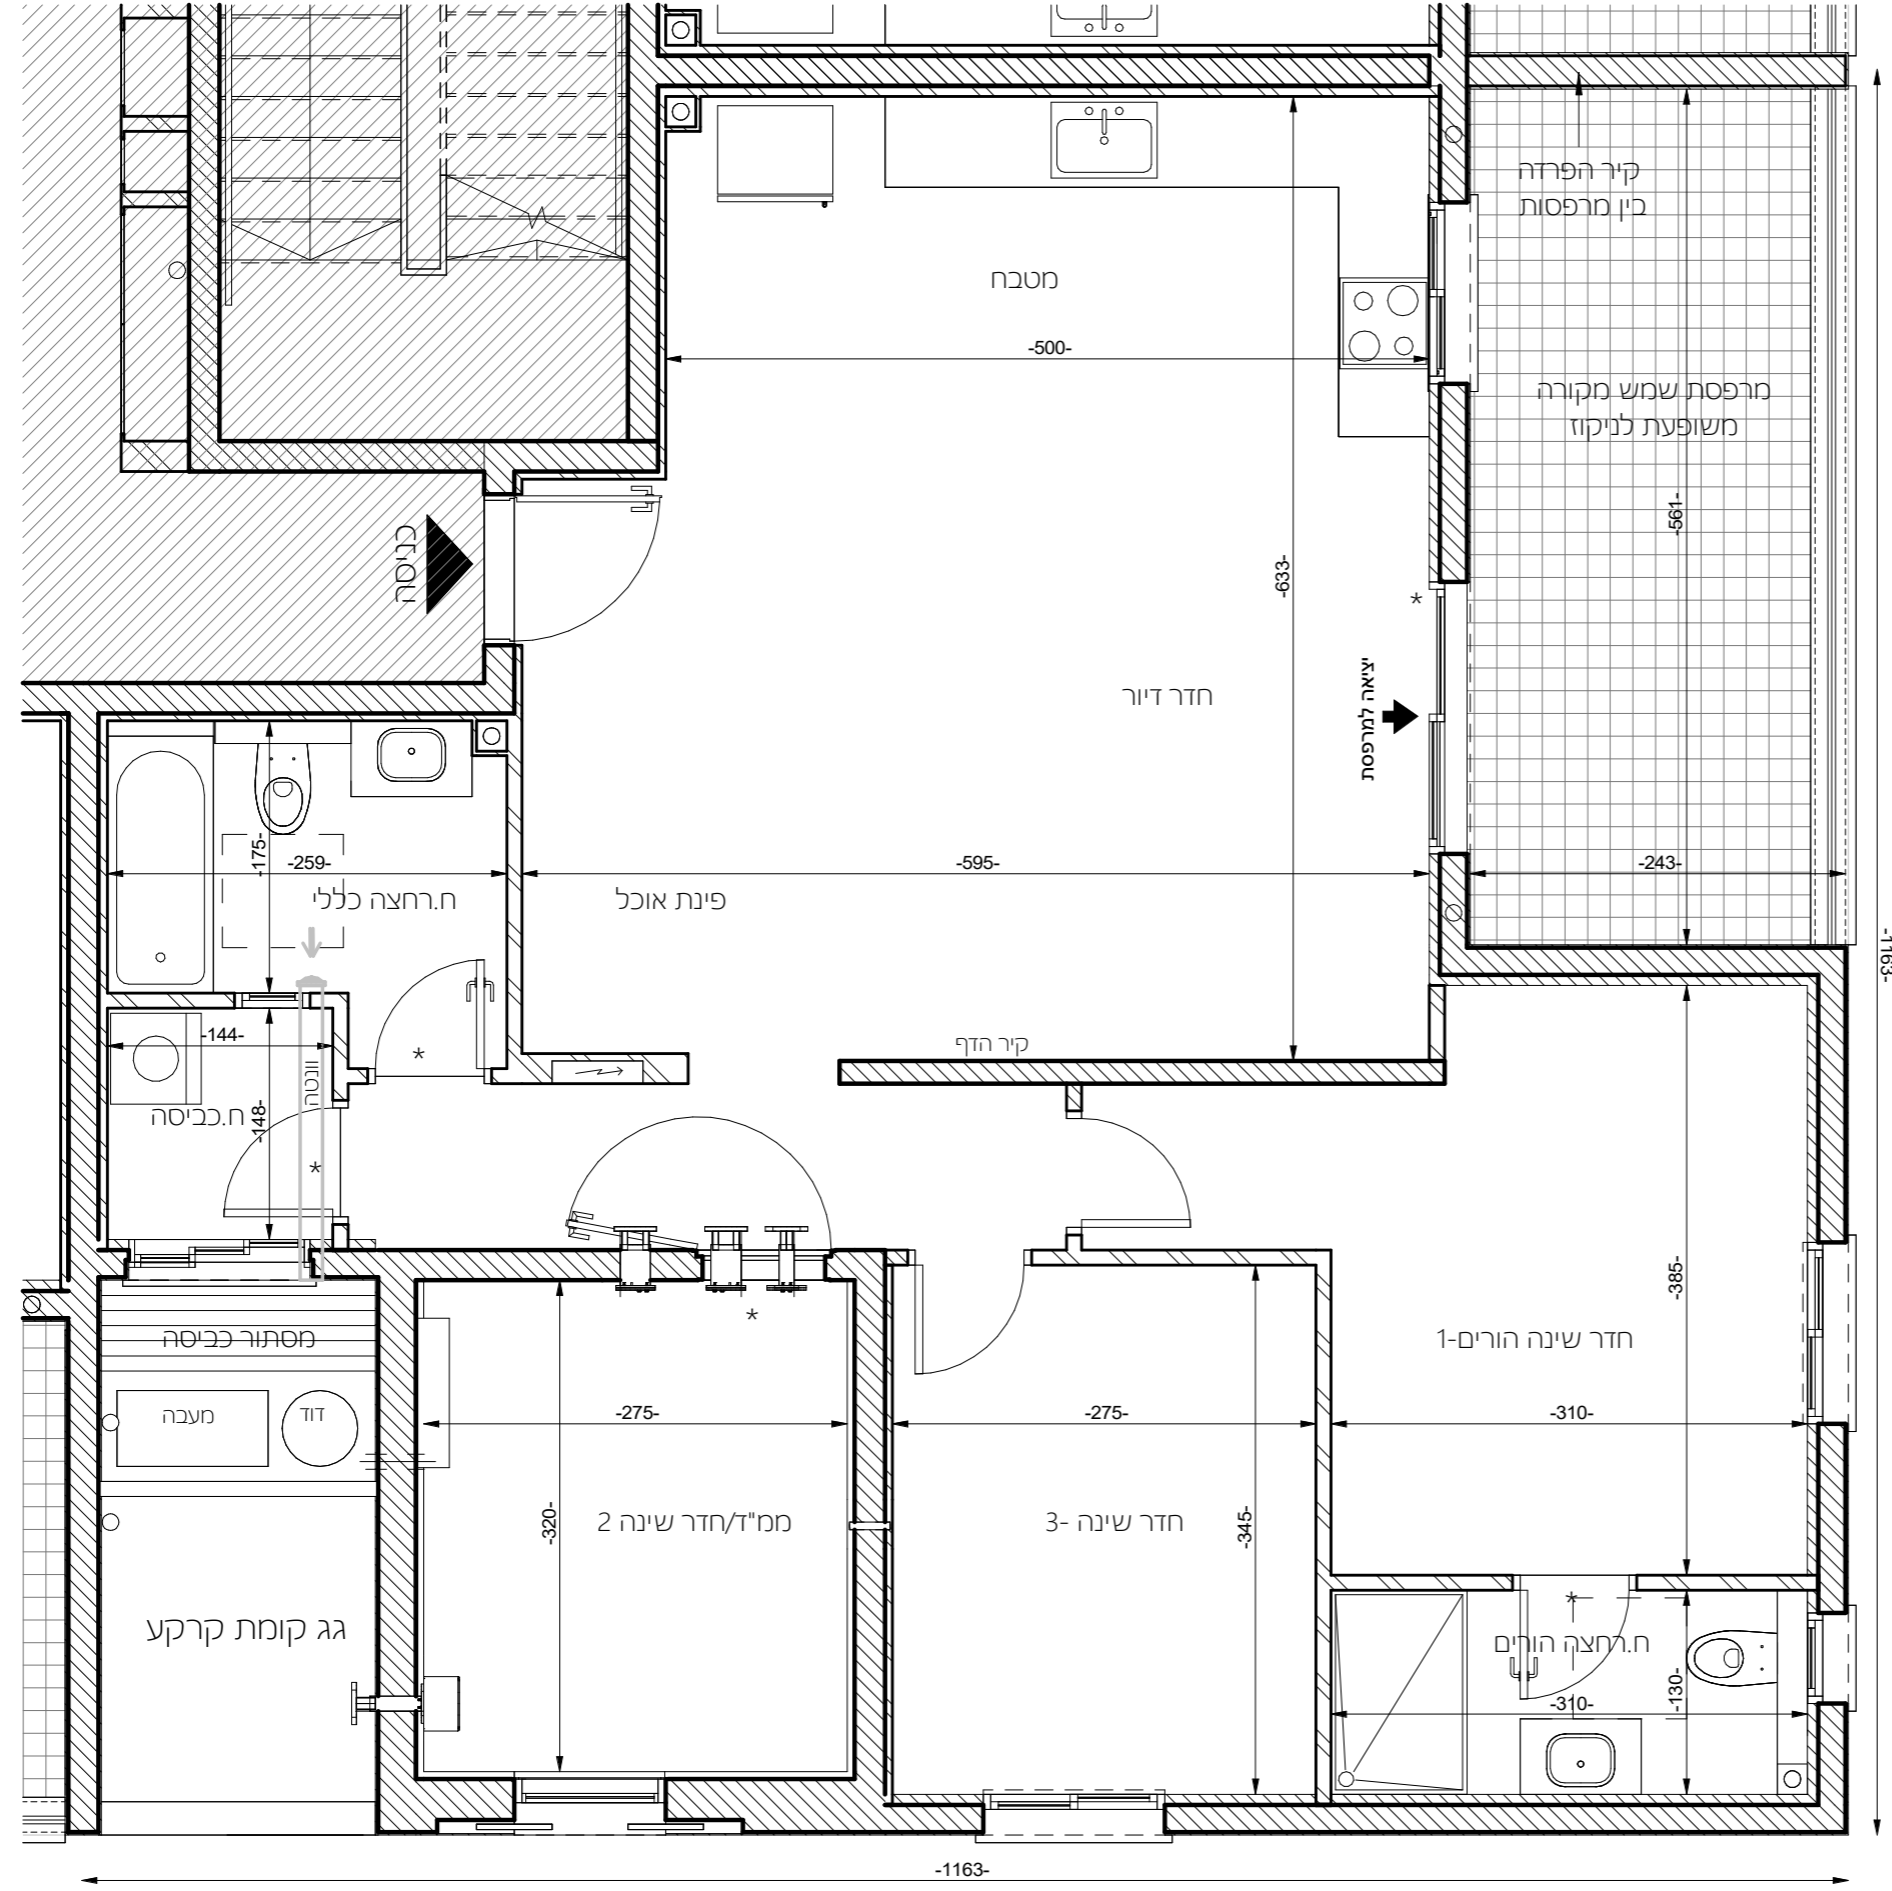 קיר הפרדה
בין מרפסות
מטבח
-500-
מרפסת שמש מקורה
משופעת לניקוז
-561-
כניסה
-633-
*
יציאה למרפסת
חדר דיור
-175-
-259-
-595-
-243-
ח.רחצה כללי
פינת אוכל
-1163-
-144-
*
קיר הדף
וונטה
ח.כביסה
-148-
*
*
-385-
מסתור כביסה
חדר שינה הורים-1
מעבה
דוד
-275-
-275-
-310-
-320-
ממ"ד/חדר שינה 2
חדר שינה -3
-345-
*
גג קומת קרקע
ח.רחצה הורים
-130-
-310-
-1163-